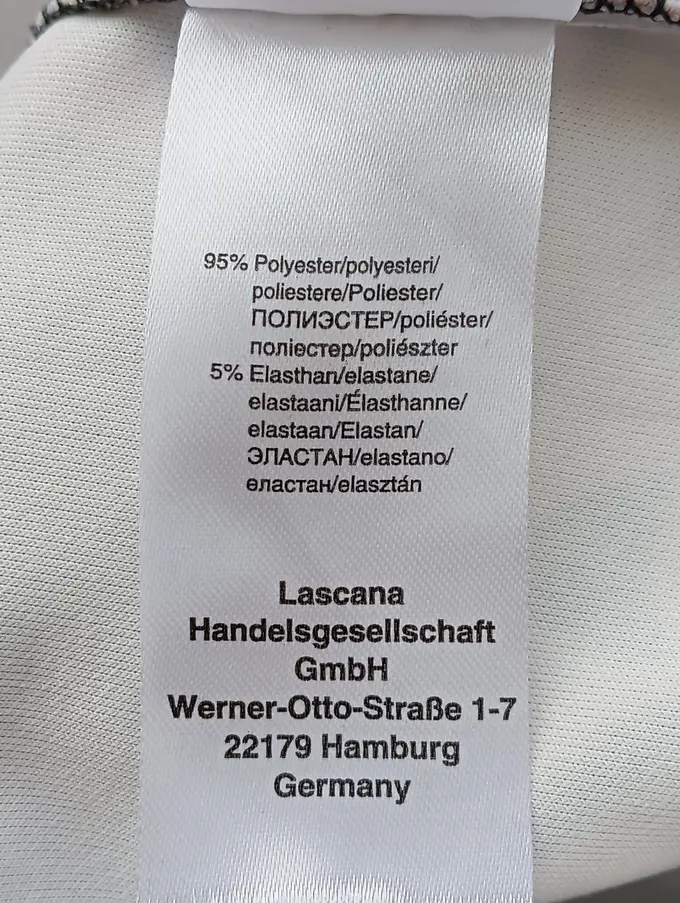 95% Polyester/polyesteri/
poliestere/Poliester/
ПОЛИЭСТЕР/poliéster/
поліестер/poliészter
5% Elasthan/elastane/
elastaani/Élasthanne/
elastaan/Elastan/
ЭЛАСТАН/elastano/
еластан/elasztán
Lascana
Handelsgesellschaft
GmbH
Werner-Otto-Straße 1-7
22179 Hamburg
Germany